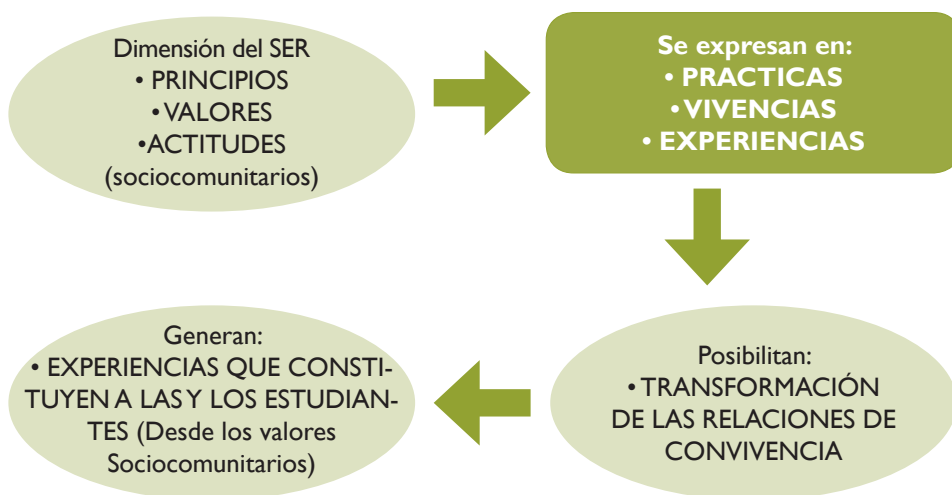 Dimensión del SER
• PRINCIPIOS
•VALORES
•ACTITUDES
(sociocomunitarios)
Se expresan en:
• PRACTICAS
• VIVENCIAS
• EXPERIENCIAS
Posibilitan:
• TRANSFORMACIÓN
DE LAS RELACIONES DE
CONVIVENCIA
Generan:
• EXPERIENCIAS QUE CONSTI-
TUYEN A LAS Y LOS ESTUDIAN-
TES (Desde los valores
Sociocomunitarios)